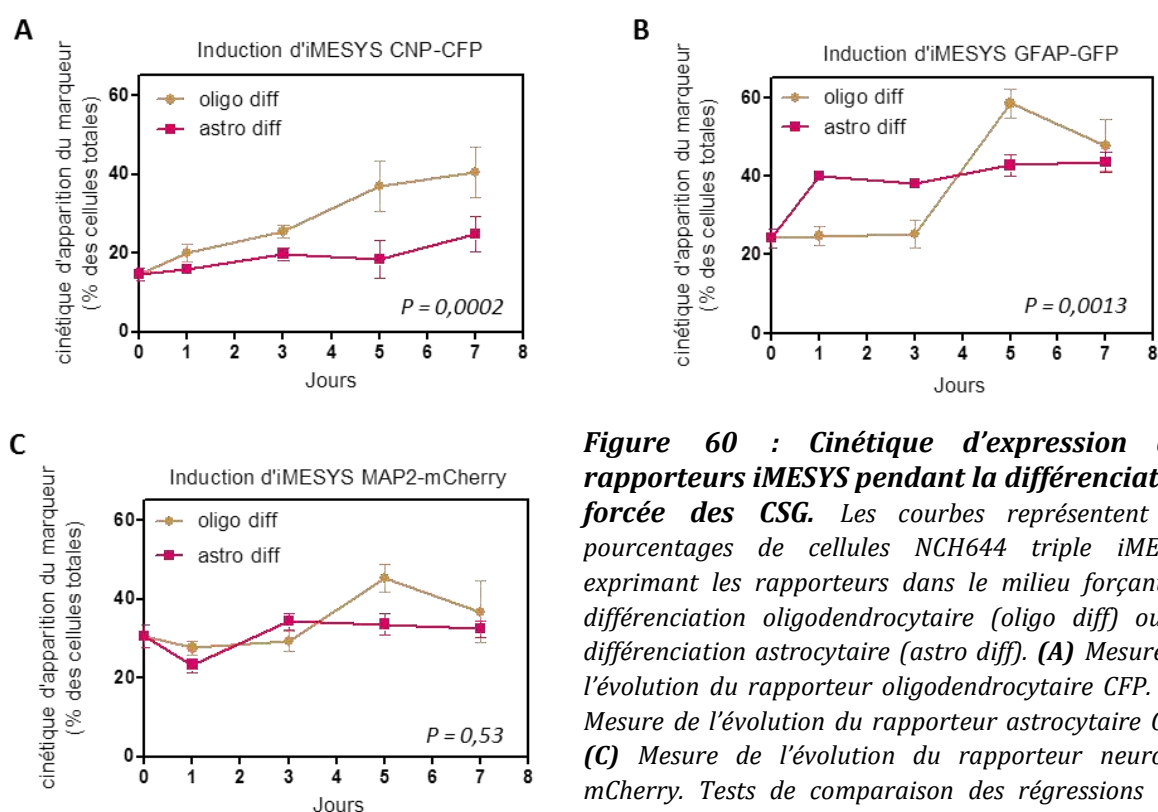 A
Induction d'iMESYS CNP-CFP
cinétique d'apparition du marqueur
(% des cellules totales)
60
40
20
0
oligo diff
astro diff
P = 0,0002
0 1 2 3 4 5 6 7 8
Jours
B
Induction d'iMESYS GFAP-GFP
cinétique d'apparition du marqueur
(% des cellules totales)
60
40
20
0
oligo diff
astro diff
P = 0,0013
0 1 2 3 4 5 6 7 8
Jours
C
Induction d'iMESYS MAP2-mCherry
cinétique d'apparition du marqueur
(% des cellules totales)
60
40
20
0
oligo diff
astro diff
P = 0,53
0 1 2 3 4 5 6 7 8
Jours
Figure 60 : Cinétique d'expression
rapporteurs iMESYS pendant la
forcée des CSG. Les courbes représentent
pourcentages de cellules NCH644 triple
exprimant les rapporteurs dans le milieu
différenciation oligodendrocytaire (oligo diff) ou
différenciation astrocytaire (astro diff). (A) Mesure
l'évolution du rapporteur oligodendrocytaire CFP.
Mesure de l'évolution du rapporteur astrocytaire
(C) Mesure de l'évolution du rapporteur
mCherry. Tests de comparaison des régressions